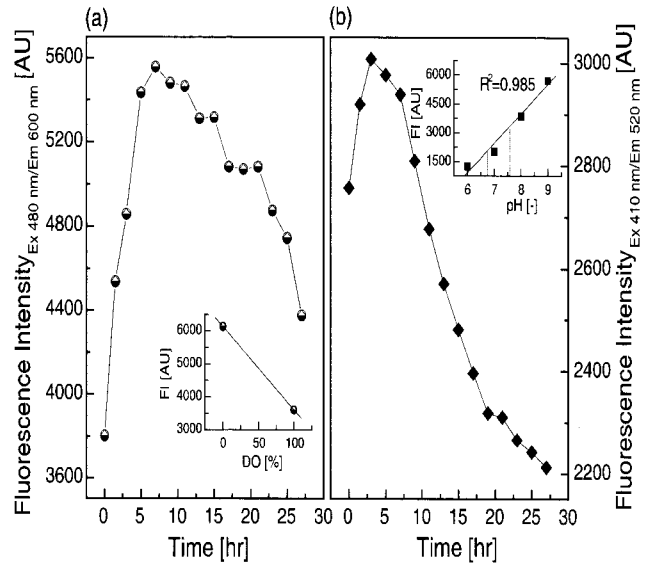 (a)
(b)
Fluorescence Intensity Ex 480 nm/Em 600 nm [AU]
5600
5200
4800
4400
4000
3600
0 5 10 15 20 25 30
Time [hr]
FI [AU]
6000
5000
4000
3000
0 25 50 75 100
DO [%]
FI [AU]
6000
4500
3000
1500
R2=0.985
6 7 8 9
pH [-]
3000
2800
2600
2400
2200
0 5 10 15 20 25 30
Time [hr]
Fluorescence Intensity Ex 410 nm/Em 520 nm [AU]